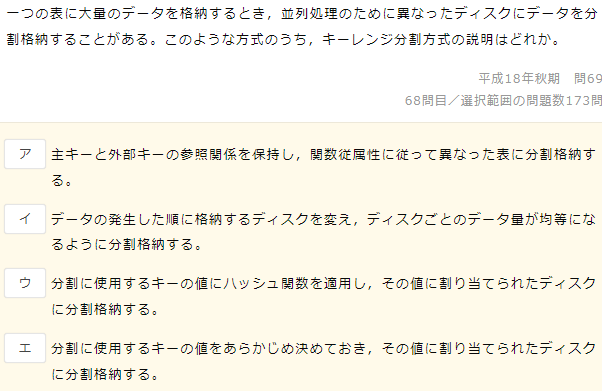 一つの表に大量のデータを格納するとき，並列処理のために異なったディスクにデータを分
割格納することがある。このような方式のうち，キーレンジ分割方式の説明はどれか。
平成18年秋期　問69
68問目／選択範囲の問題数173問
ア 主キーと外部キーの参照関係を保持し，関数従属性に従って異なった表に分割格納す
る。
イ データの発生した順に格納するディスクを変え，ディスクごとのデータ量が均等にな
るように分割格納する。
ウ 分割に使用するキーの値にハッシュ関数を適用し，その値に割り当てられたディスク
に分割格納する。
エ 分割に使用するキーの値をあらかじめ決めておき，その値に割り当てられたディスク
に分割格納する。